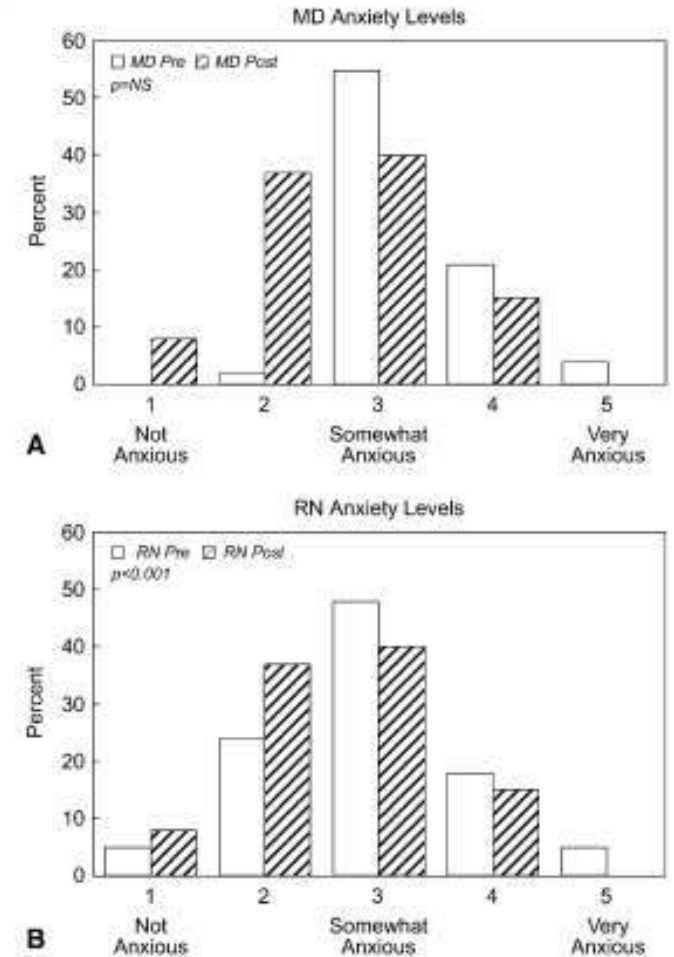 MD Anxiety Levels
60
MD Pre MD Post
p=NS
50
40
30
20
10
0
Percent
1 2 3 4 5
Not Somewhat Very
Anxious Anxious Anxious
A
RN Anxiety Levels
60
RN Pre RN Post
p<0.001
50
40
30
20
10
0
Percent
1 2 3 4 5
Not Somewhat Very
Anxious Anxious Anxious
B